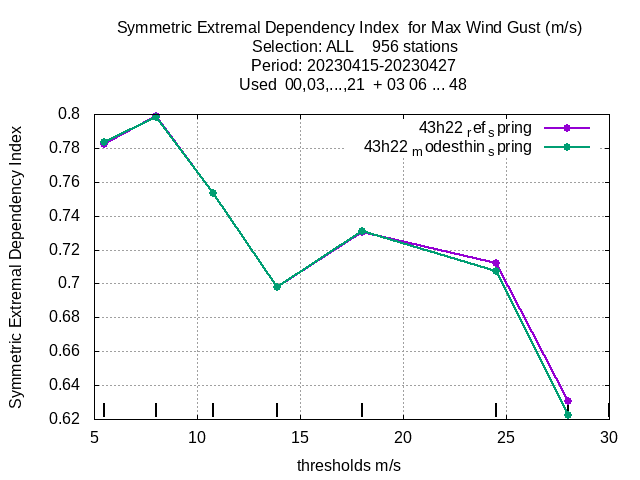 Symmetric Extremal Dependency Index  for Max Wind Gust (m/s)
Selection: ALL    956 stations
Period: 20230415-20230427
Used  00,03,...,21  + 03 06 ... 48
43h22 ref spring
43h22 modesthin spring
Symmetric Extremal Dependency Index
0.8
0.78
0.76
0.74
0.72
0.7
0.68
0.66
0.64
0.62
5 10 15 20 25 30
thresholds m/s